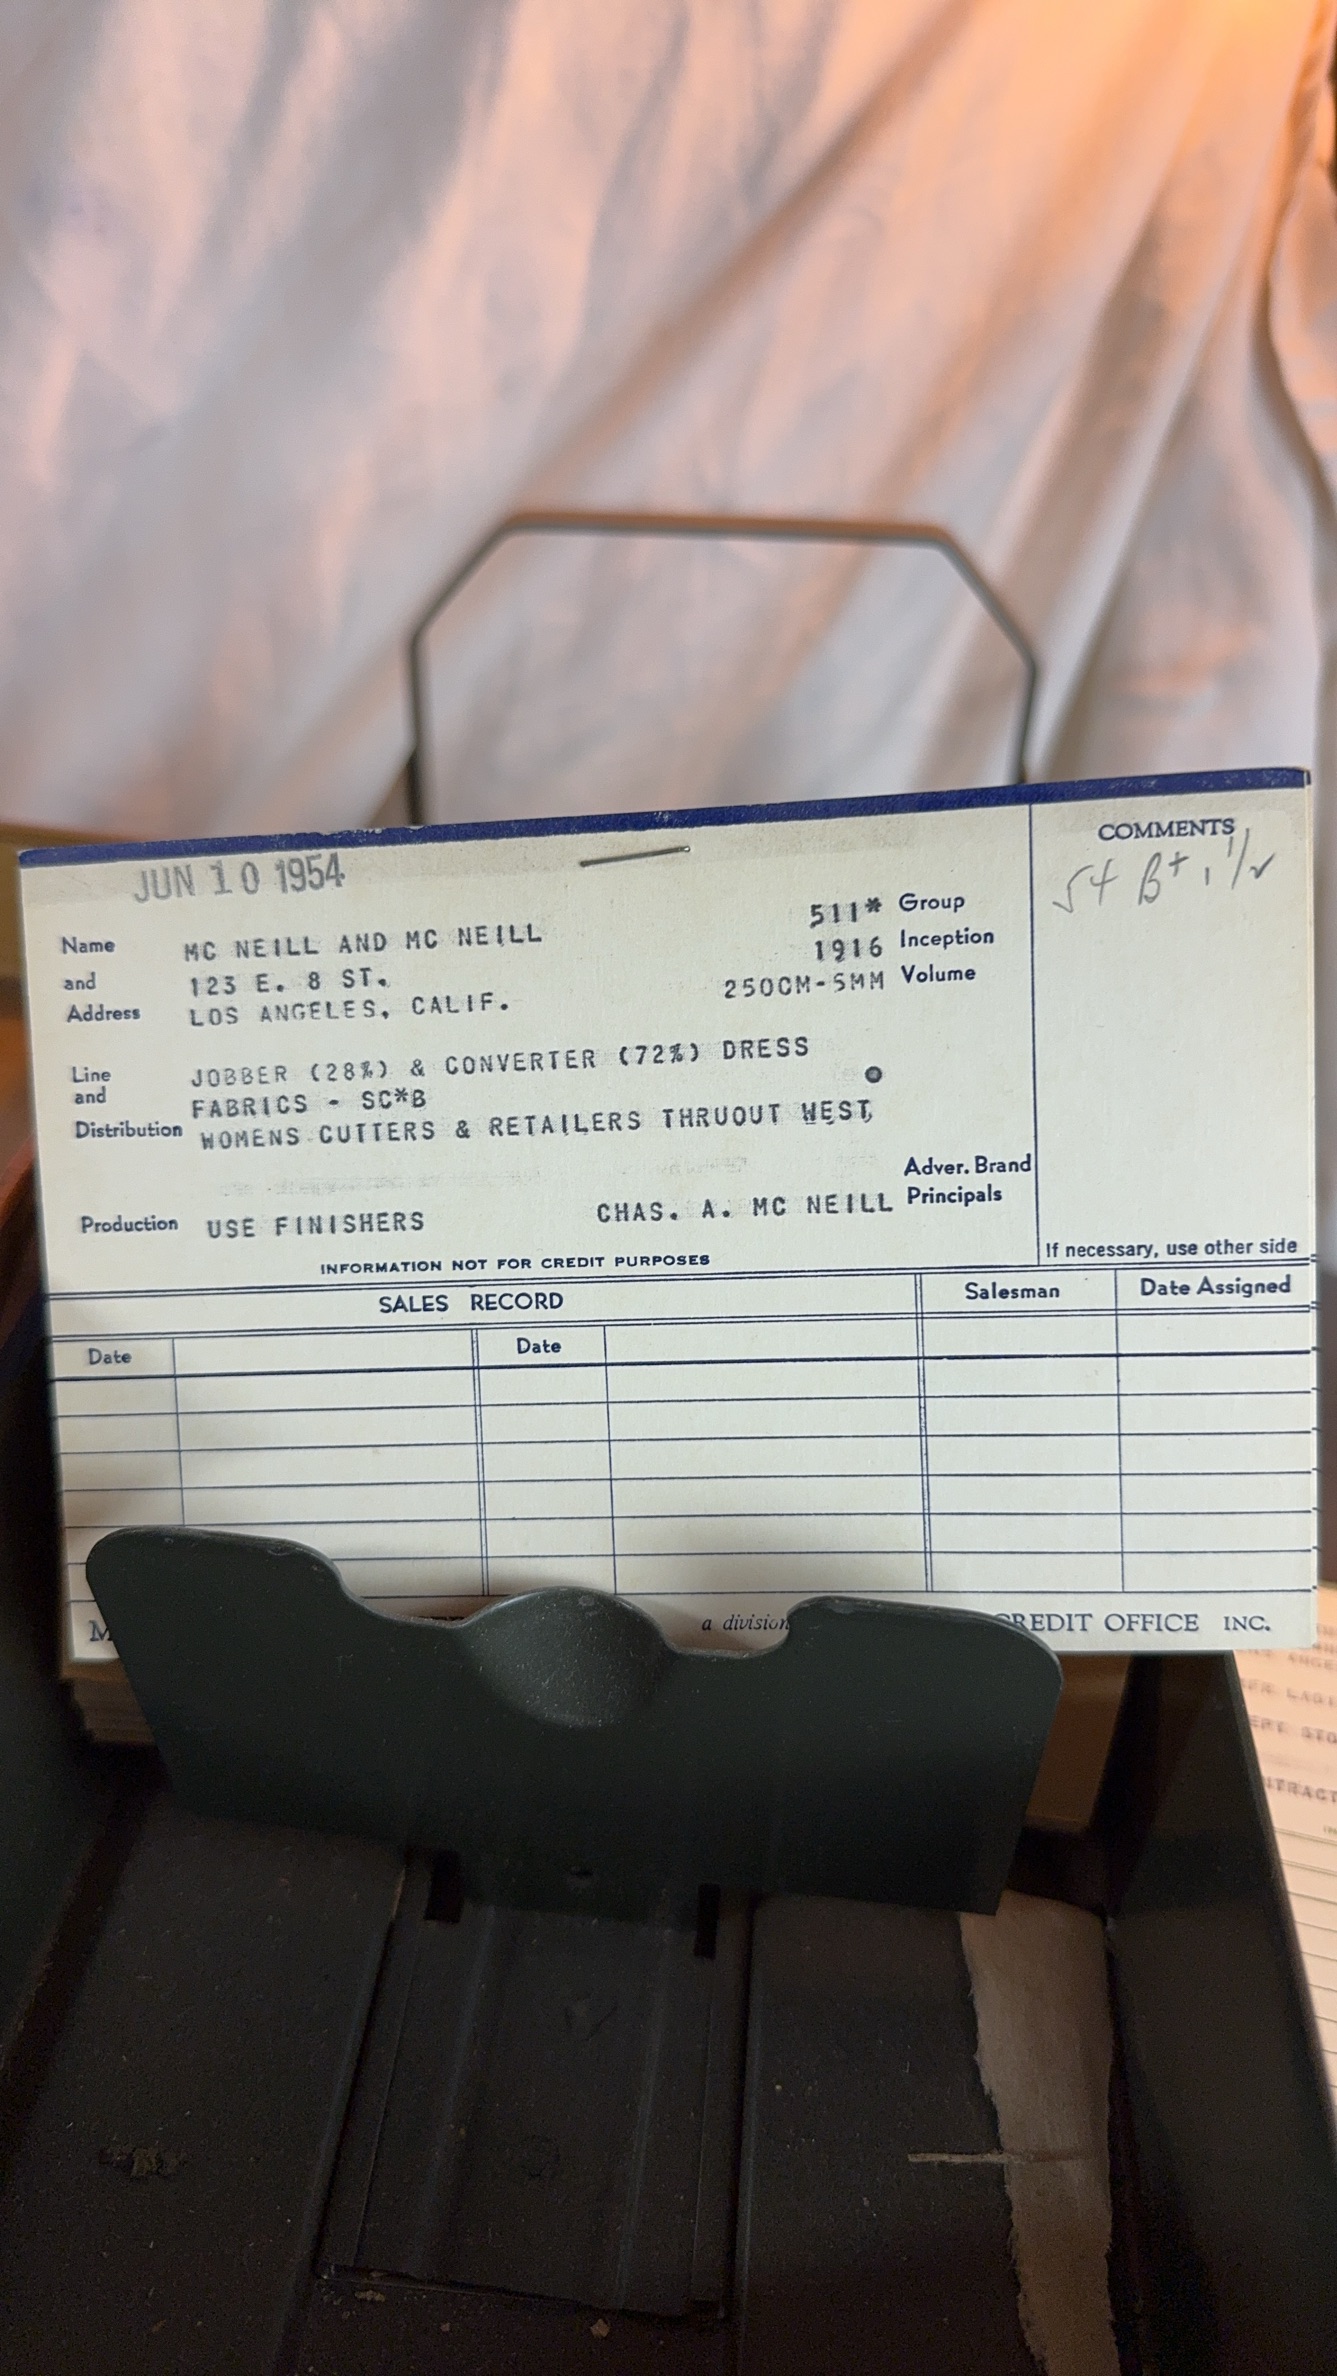 JUN 10 1954
COMMENTS
54 B+, 1/2
Name MC NEILL AND MC NEILL 511* Group
and 123 E. 8 ST. 1916 Inception
Address LOS ANGELES, CALIF. 250CM-5MM Volume
Line JOBBER (28%) & CONVERTER (72%) DRESS
and FABRICS - SC*B
Distribution WOMENS CUTTERS & RETAILERS THRUOUT WEST,
Adver. Brand
Production USE FINISHERS CHAS. A. MC NEILL Principals
INFORMATION NOT FOR CREDIT PURPOSES
If necessary, use other side
SALES RECORD Salesman Date Assigned
Date Date
a division CREDIT OFFICE INC.